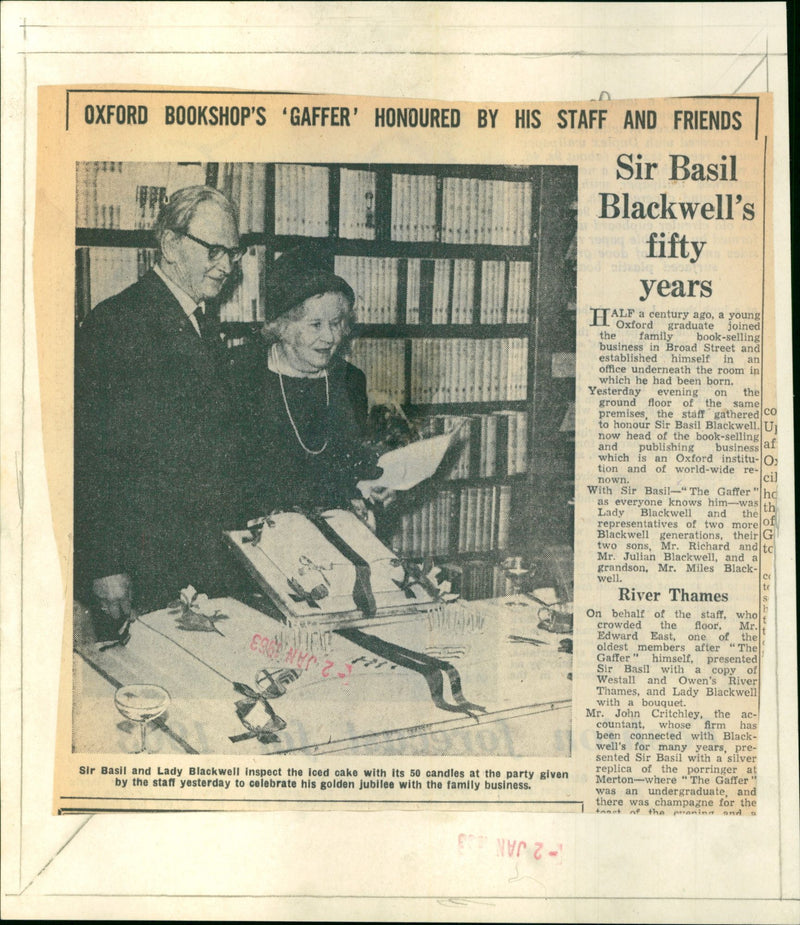 OXFORD BOOKSHOP'S 'GAFFER' HONOURED BY HIS STAFF AND FRIENDS
Sir Basil
Blackwell's
fifty
years
HALF a century ago, a young
Oxford graduate joined
the family book-selling
business in Broad Street and
established himself in an
office underneath the room in
which he had been born.
Yesterday evening on the
ground floor of the same
premises, the staff gathered
to honour Sir Basil Blackwell,
now head of the book-selling
and publishing business
which is an Oxford institu-
tion and of world-wide re-
nown.
With Sir Basil—"The Gaffer"
as everyone knows him—was
Lady Blackwell and the
representatives of two more
Blackwell generations, their
two sons, Mr. Richard and
Mr. Julian Blackwell, and a
grandson, Mr. Miles Black-
well.
River Thames
On behalf of the staff, who
crowded the floor, Mr.
Edward East, one of the
oldest members after "The
Gaffer" himself, presented
Sir Basil with a copy of
Westall and Owen's River
Thames, and Lady Blackwell
with a bouquet.
Mr. John Critchley, the ac-
countant, whose firm has
been connected with Black-
well's for many years, pre-
sented Sir Basil with a silver
replica of the porringer at
Merton—where "The Gaffer"
was an undergraduate, and
there was champagne for the
toast of the evening and a
Sir Basil and Lady Blackwell inspect the iced cake with its 50 candles at the party given
by the staff yesterday to celebrate his golden jubilee with the family business.
-2 JAN 1963
-2 JAN 1963